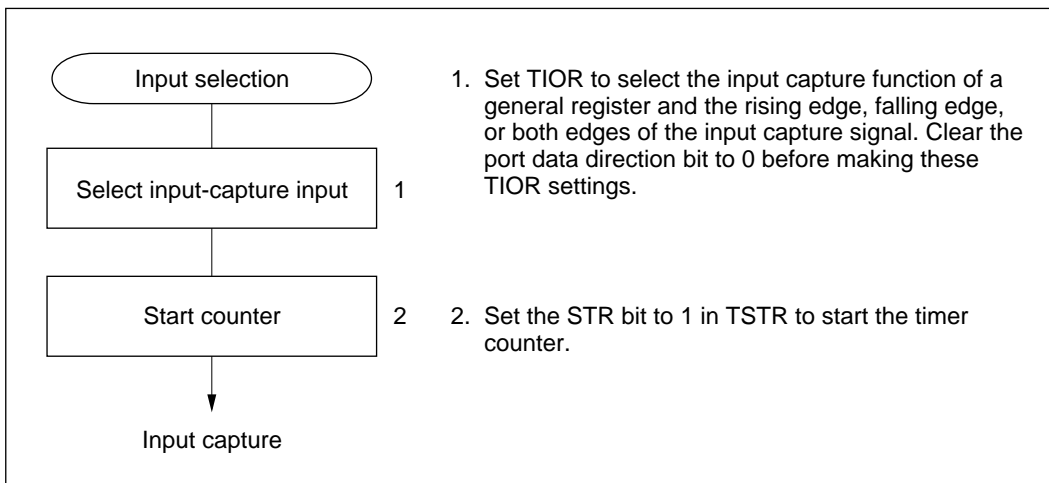 Input selection
Select input-capture input
1
Start counter
2
Input capture
1. Set TIOR to select the input capture function of a
general register and the rising edge, falling edge,
or both edges of the input capture signal. Clear the
port data direction bit to 0 before making these
TIOR settings.
2. Set the STR bit to 1 in TSTR to start the timer
counter.